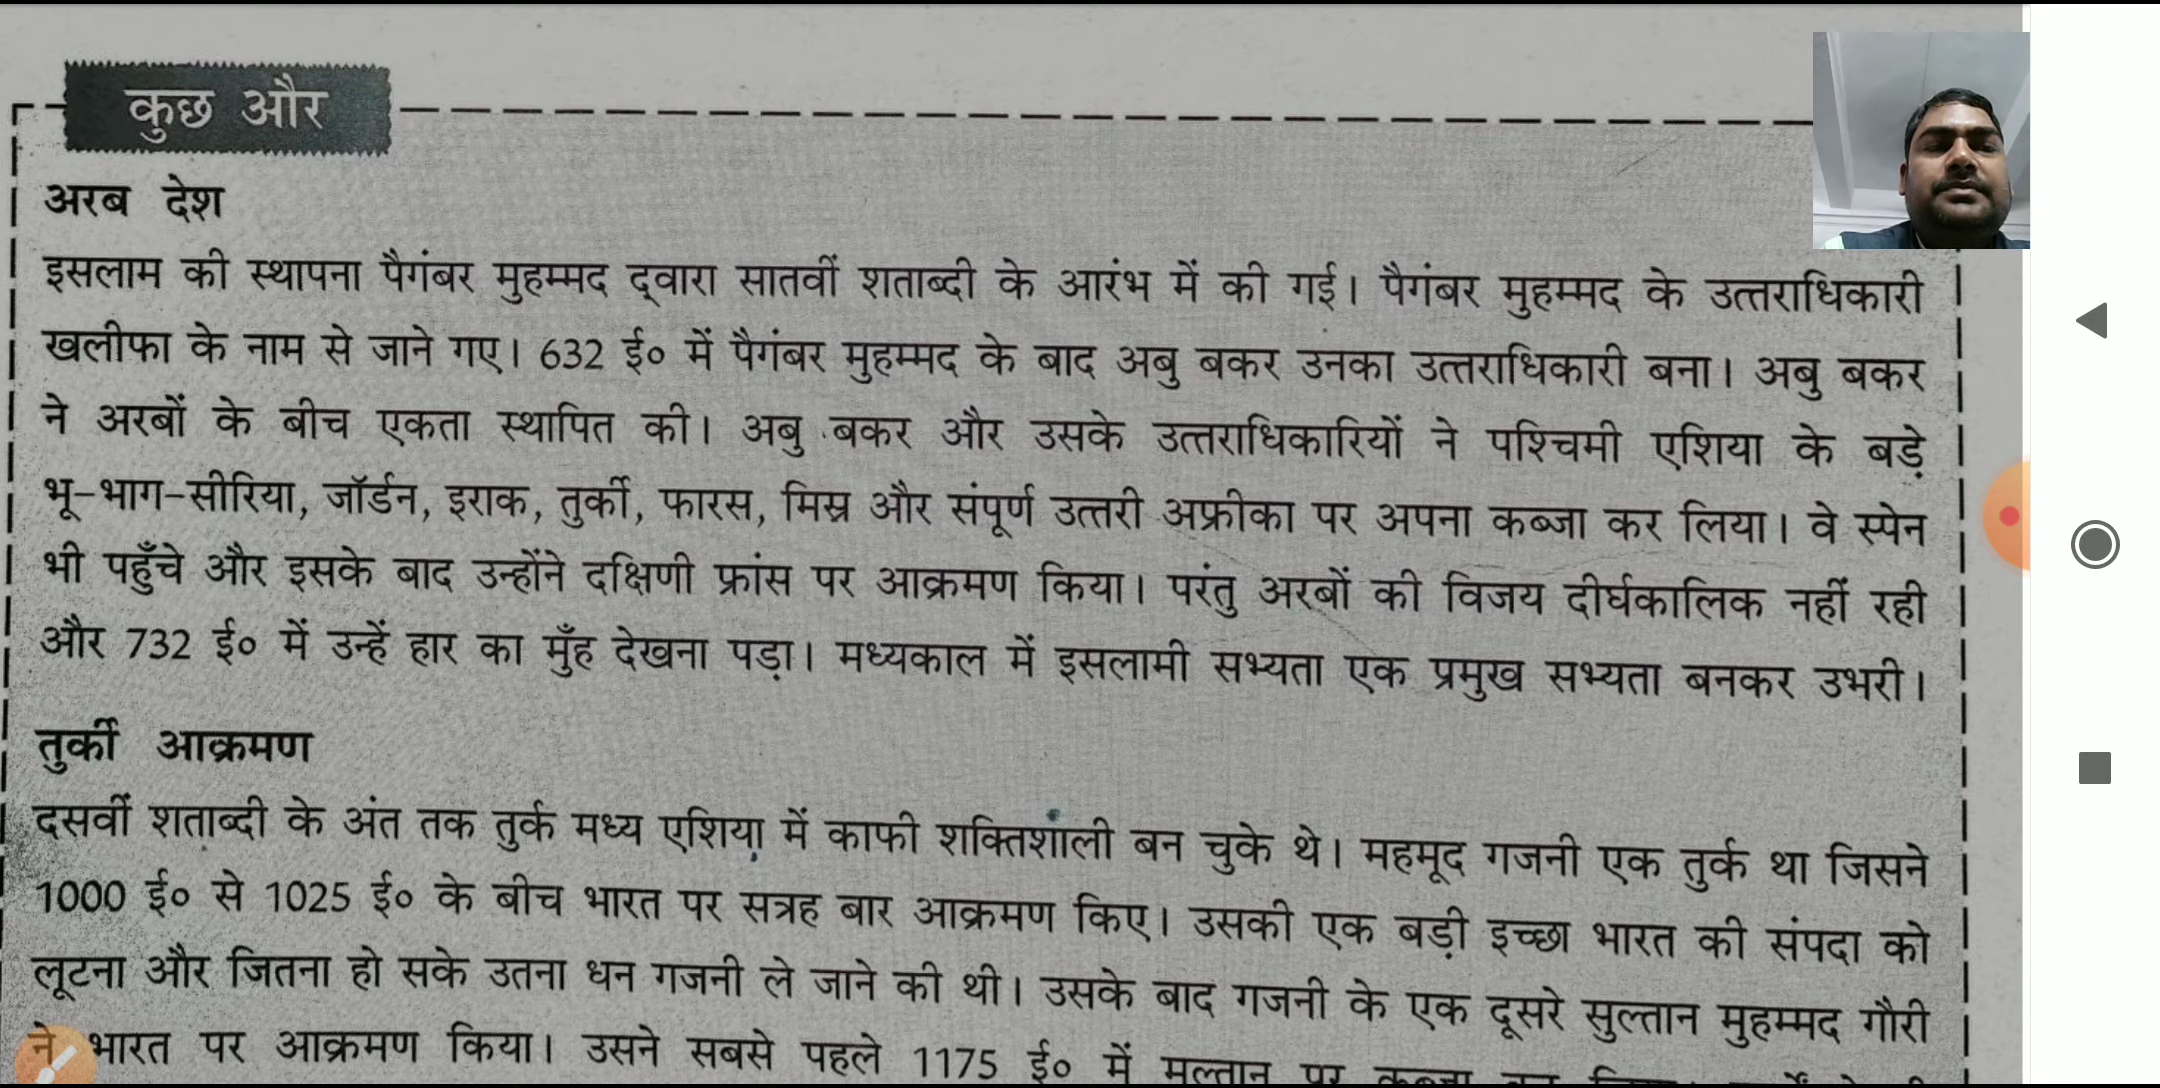 कुछ और
अरब देश
इसलाम की स्थापना पैगंबर मुहम्मद द्वारा सातवीं शताब्दी के आरंभ में की गई। पैगंबर मुहम्मद के उत्तराधिकारी
खलीफा के नाम से जाने गए। 632 ई० में पैगंबर मुहम्मद के बाद अबु बकर उनका उत्तराधिकारी बना। अबु बकर
ने अरबों के बीच एकता स्थापित की। अबु बकर और उसके उत्तराधिकारियों ने पश्चिमी एशिया के बड़े
भू-भाग-सीरिया, जॉर्डन, इराक, तुर्की, फारस, मिस्र और संपूर्ण उत्तरी अफ्रीका पर अपना कब्जा कर लिया। वे स्पेन
भी पहुँचे और इसके बाद उन्होंने दक्षिणी फ्रांस पर आक्रमण किया। परंतु अरबों की विजय दीर्घकालिक नहीं रही
और 732 ई० में उन्हें हार का मुँह देखना पड़ा। मध्यकाल में इसलामी सभ्यता एक प्रमुख सभ्यता बनकर उभरी।
तुर्की आक्रमण
दसवीं शताब्दी के अंत तक तुर्क मध्य एशिया में काफी शक्तिशाली बन चुके थे। महमूद गजनी एक तुर्क था जिसने
1000 ई० से 1025 ई० के बीच भारत पर सत्रह बार आक्रमण किए। उसकी एक बड़ी इच्छा भारत की संपदा को
लूटना और जितना हो सके उतना धन गजनी ले जाने की थी। उसके बाद गजनी के एक दूसरे सुल्तान मुहम्मद गौरी
ने भारत पर आक्रमण किया। उसने सबसे पहले 1175 ई० में मुल्तान पर कब्जा कर